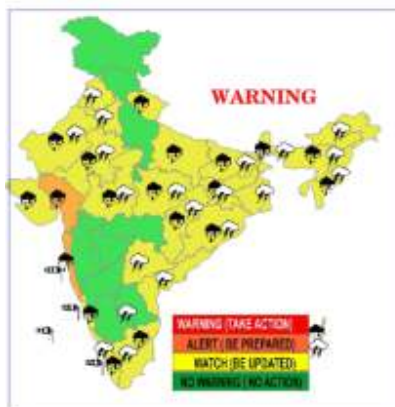 WARNING
WARNING (TAKE ACTION)
ALERT ( BE PREPARED)
WATCH (BE UPDATED)
NO WARNING ( NO ACTION)